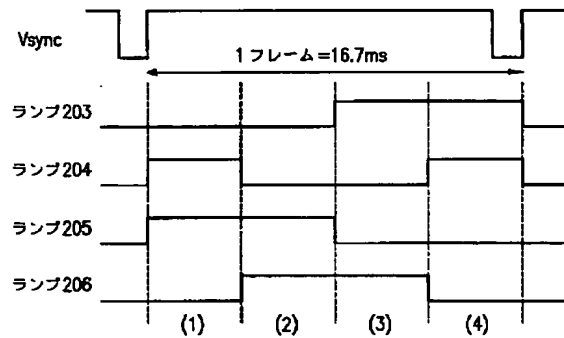 Vsync
1 フレーム=16.7ms
ランプ203
ランプ204
ランプ205
ランプ206
(1) (2) (3) (4)